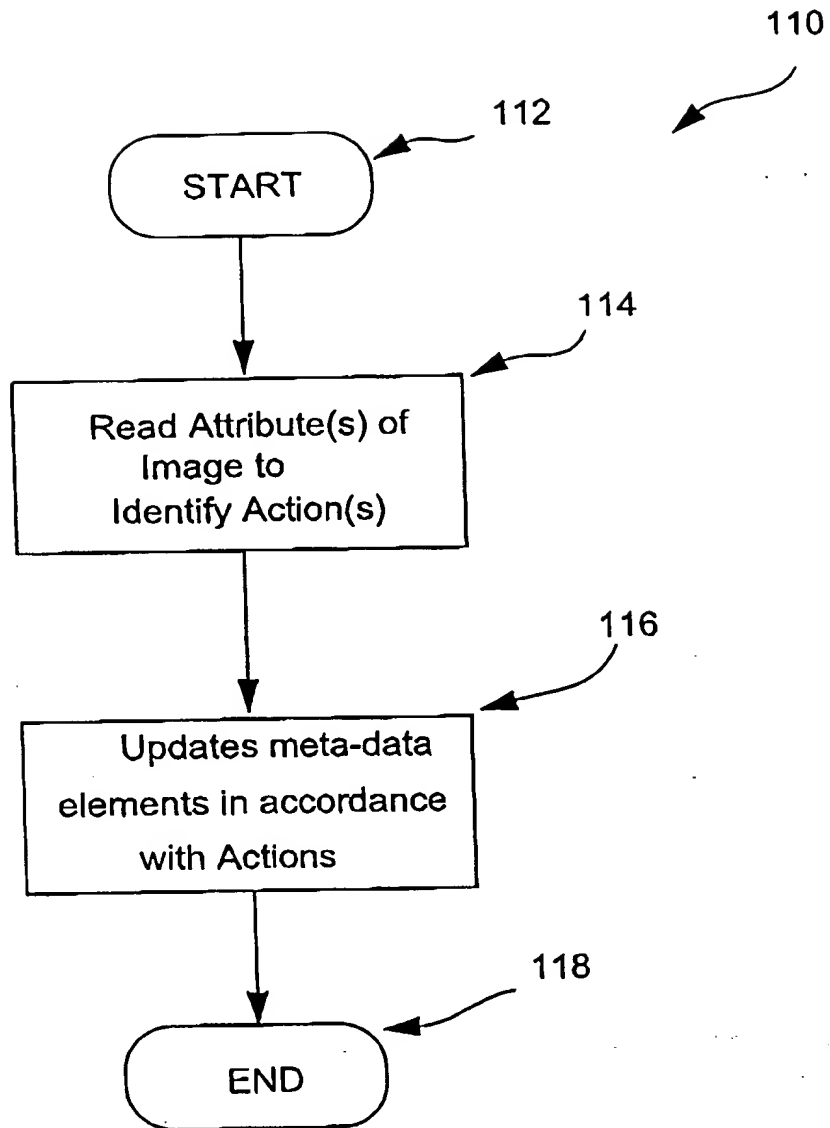 110
112
START
114
Read Attribute(s) of
Image to
Identify Action(s)
116
Updates meta-data
elements in accordance
with Actions
118
END